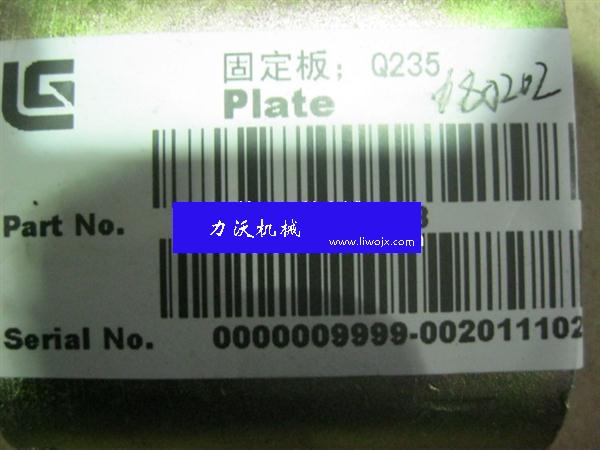 固定板；Q235
180202
Plate
Part No.
力沃机械
www.liwojx.com
Serial No. 0000009999-002011102